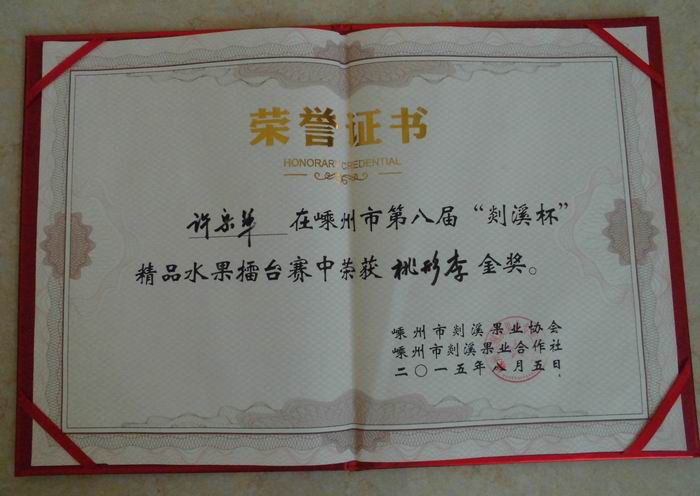 荣誉证书
HONORARY CREDENTIAL
许宗苹 在嵊州市第八届“剡溪杯”
精品水果擂台赛中荣获 桃形李 金奖。
嵊州市剡溪果业协会
嵊州市剡溪果业合作社
二〇一五年八月五日